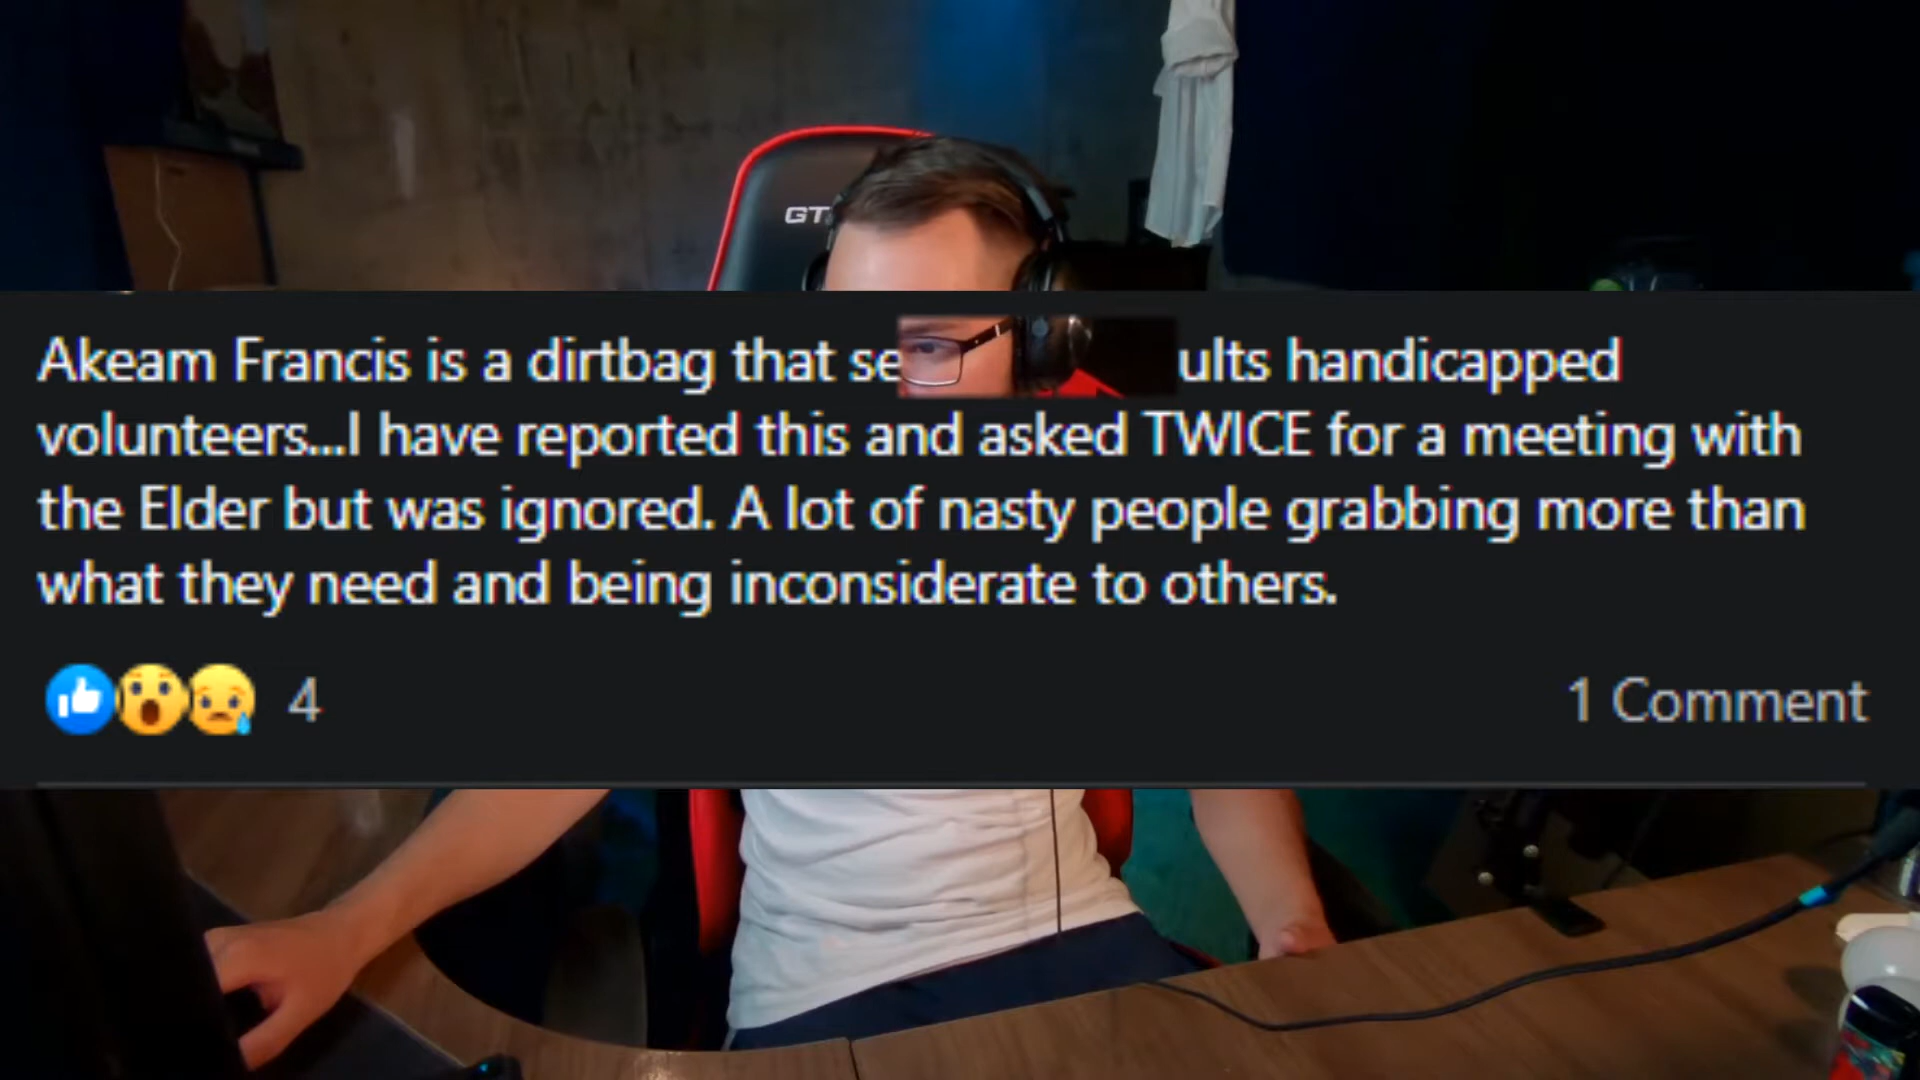 GT
Akeam Francis is a dirtbag that se ults handicapped
volunteers...I have reported this and asked TWICE for a meeting with
the Elder but was ignored. A lot of nasty people grabbing more than
what they need and being inconsiderate to others.
4
1 Comment